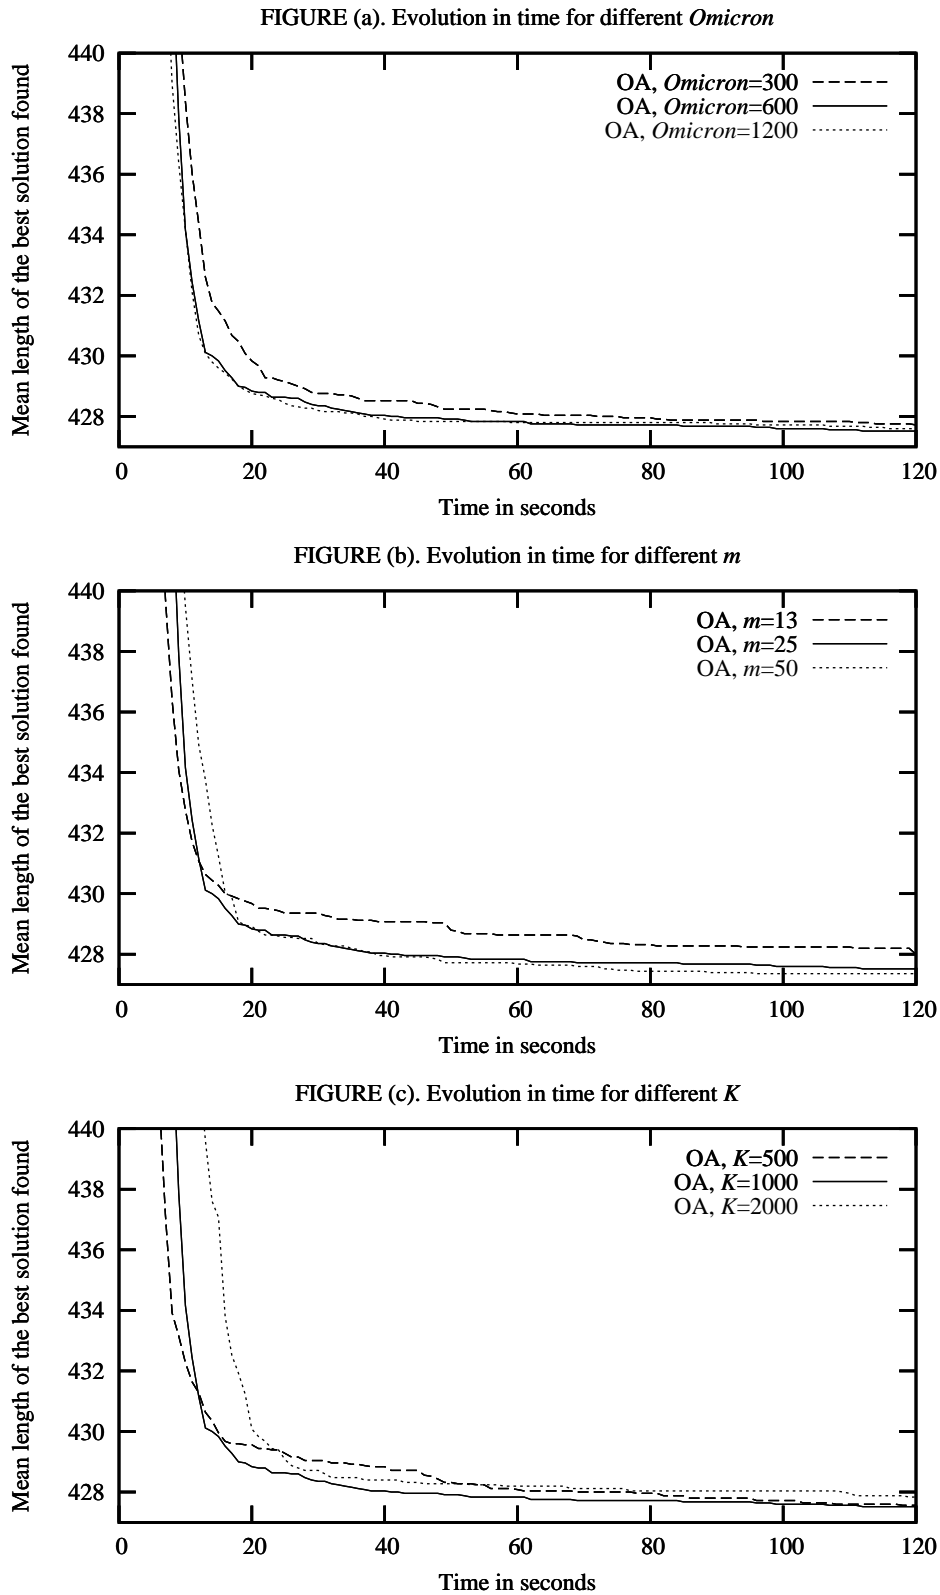 FIGURE (a). Evolution in time for different Omicron
Mean length of the best solution found
440
438
436
434
432
430
428
OA, Omicron=300
OA, Omicron=600
OA, Omicron=1200
0 20 40 60 80 100 120
Time in seconds
FIGURE (b). Evolution in time for different m
Mean length of the best solution found
440
438
436
434
432
430
428
OA, m=13
OA, m=25
OA, m=50
0 20 40 60 80 100 120
Time in seconds
FIGURE (c). Evolution in time for different K
Mean length of the best solution found
440
438
436
434
432
430
428
OA, K=500
OA, K=1000
OA, K=2000
0 20 40 60 80 100 120
Time in seconds